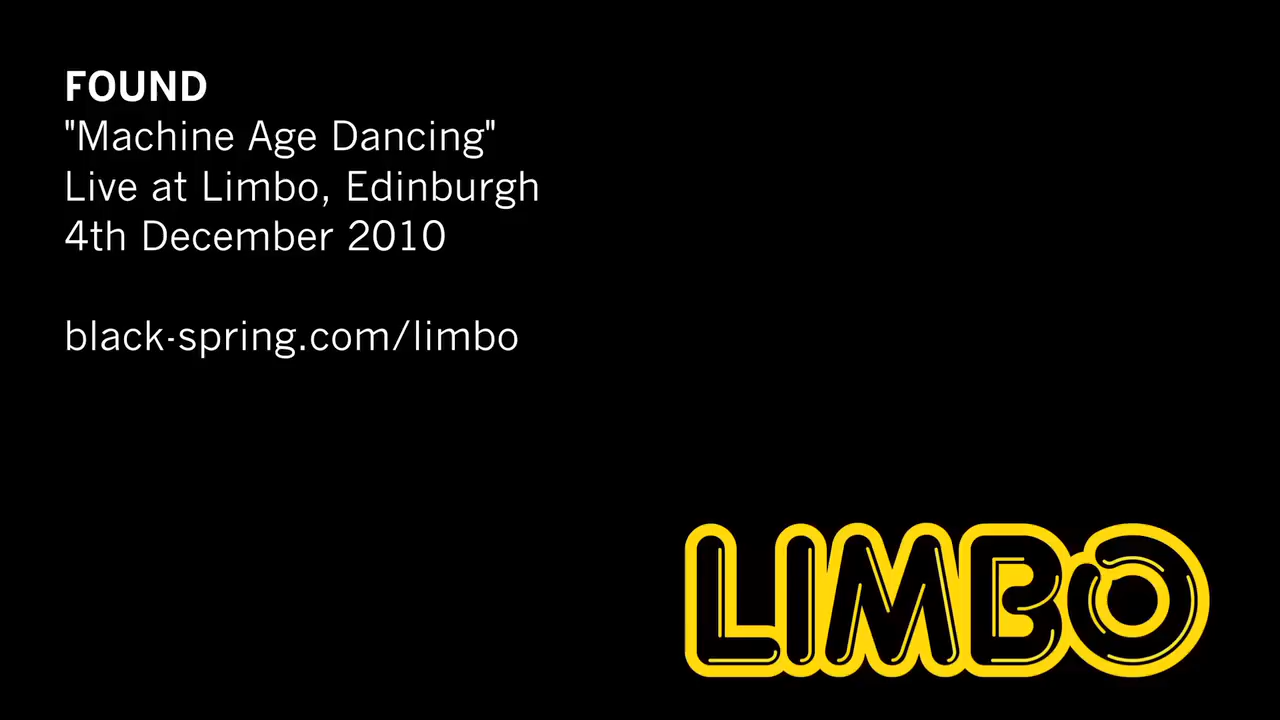 FOUND
"Machine Age Dancing"
Live at Limbo, Edinburgh
4th December 2010
black-spring.com/limbo
LIMBO